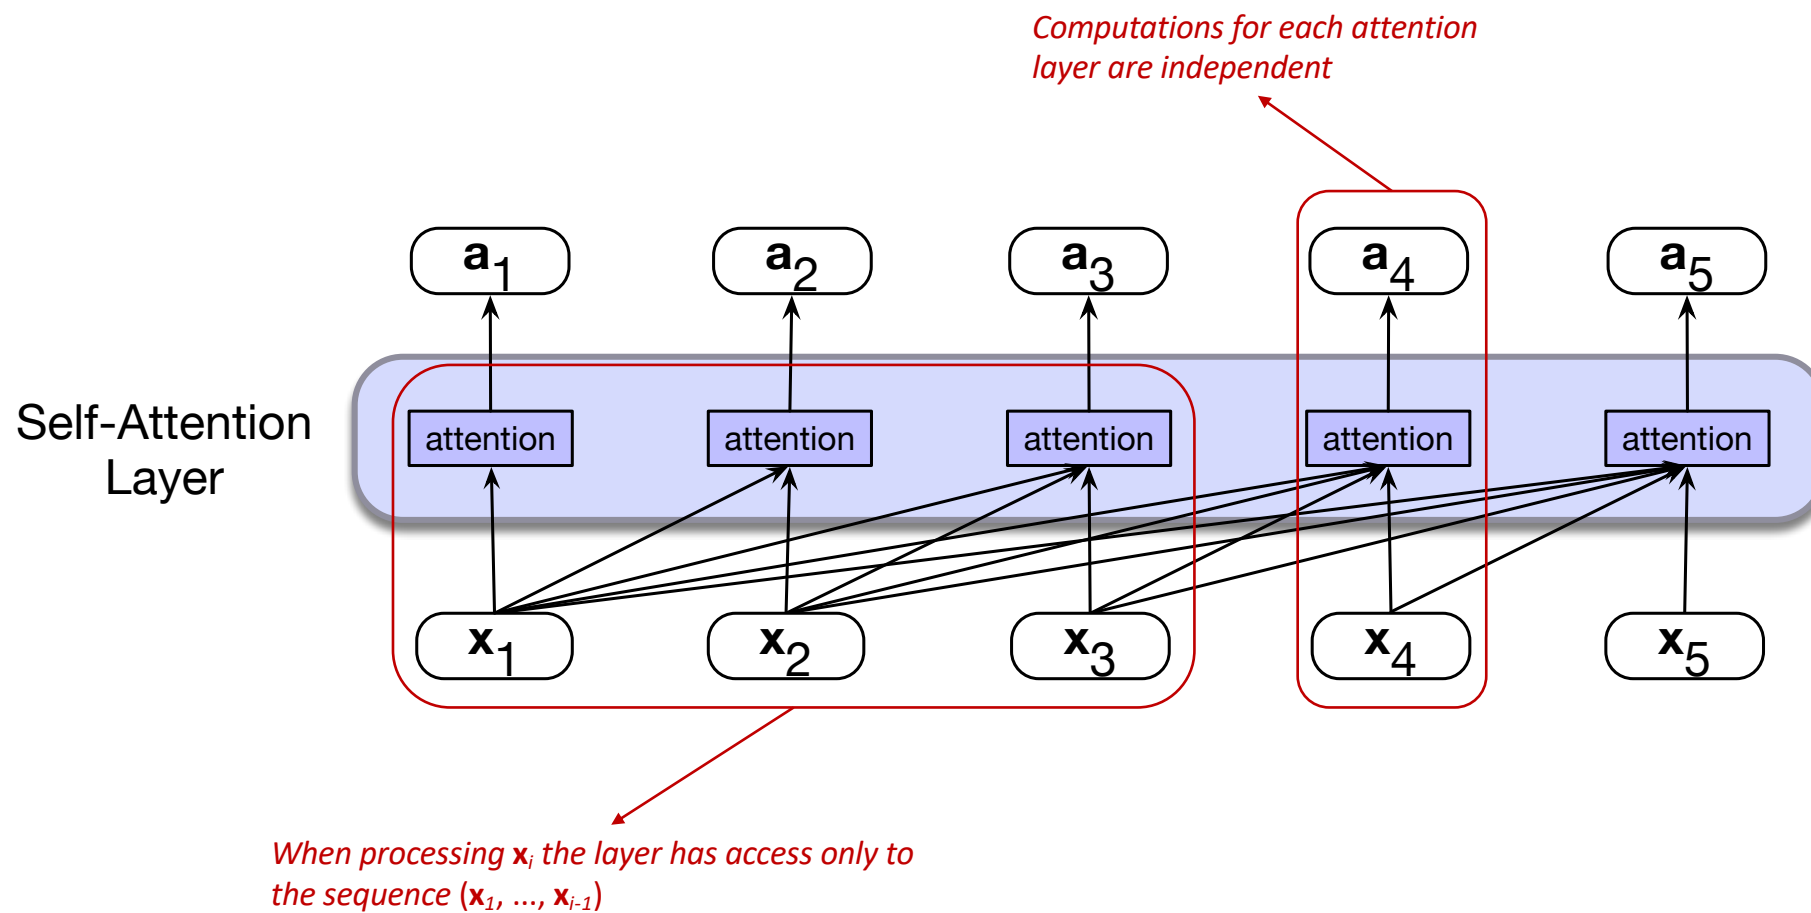 Computations for each attention
layer are independent
a1 a2 a3 a4 a5
Self-Attention
Layer
attention attention attention attention attention
x1 x2 x3 x4 x5
When processing xi the layer has access only to
the sequence (x1, ..., xi-1)